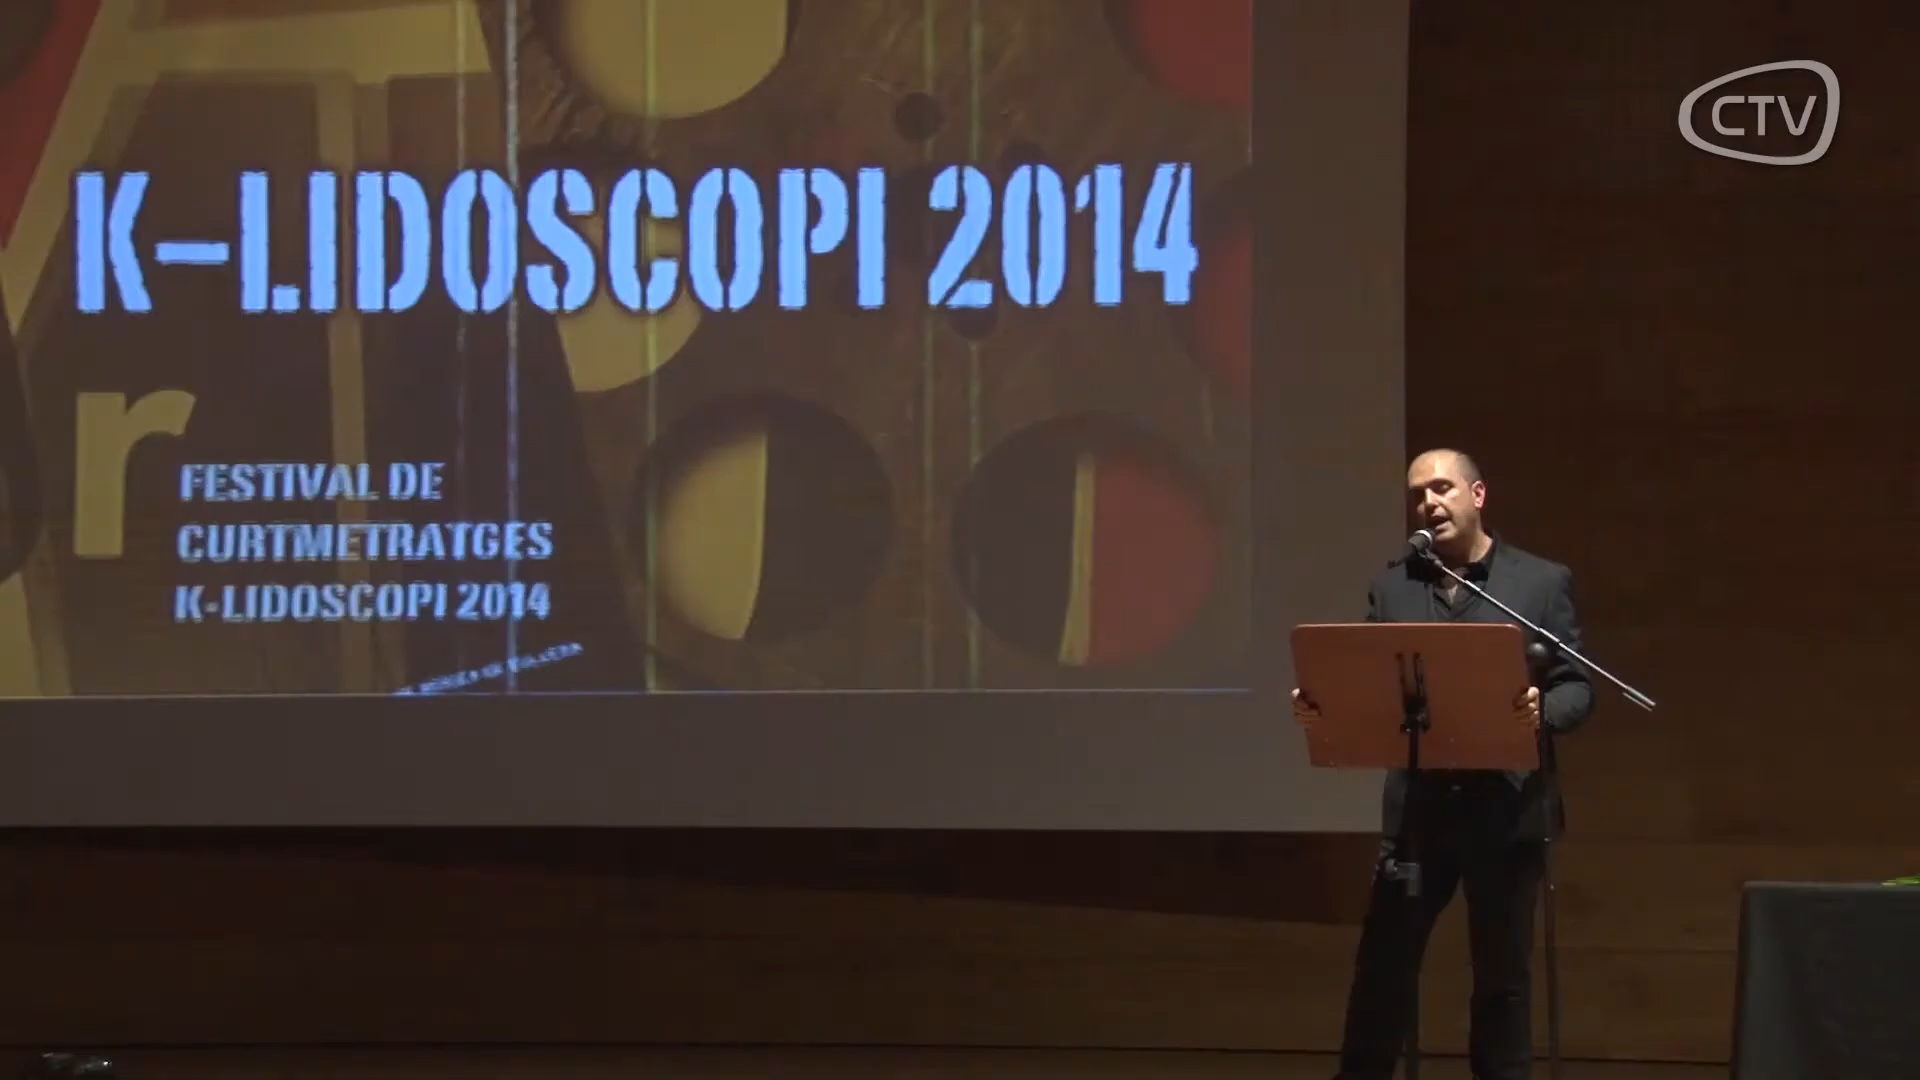 CTV
K-LIDOSCOPI 2014
r
FESTIVAL DE
CURTMETRATGES
K-LIDOSCOPI 2014